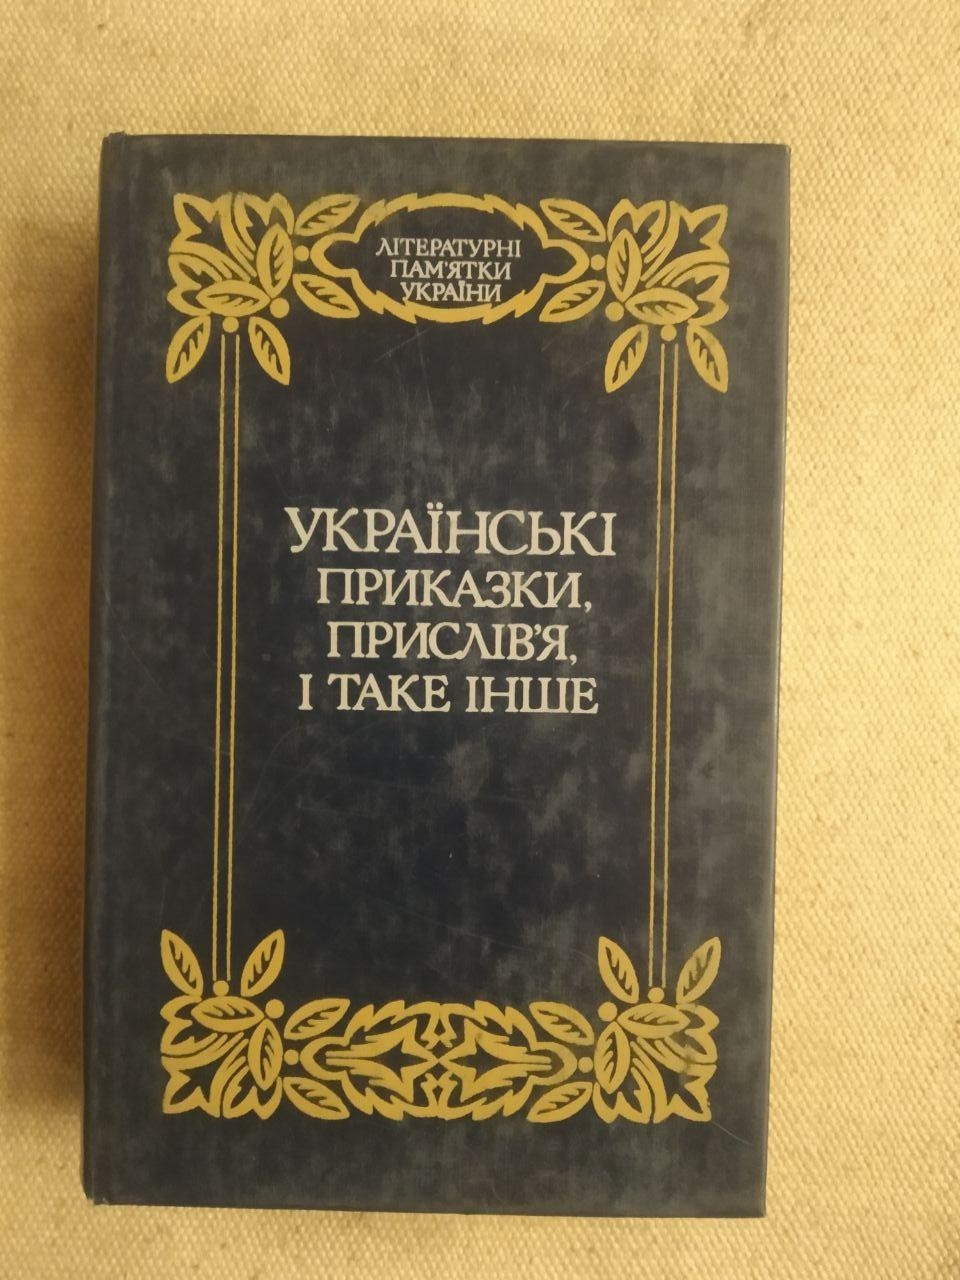 ЛІТЕРАТУРНІ
ПАМ'ЯТКИ
УКРАЇНИ
УКРАЇНСЬКІ
ПРИКАЗКИ,
ПРИСЛІВ'Я,
І ТАКЕ ІНШЕ